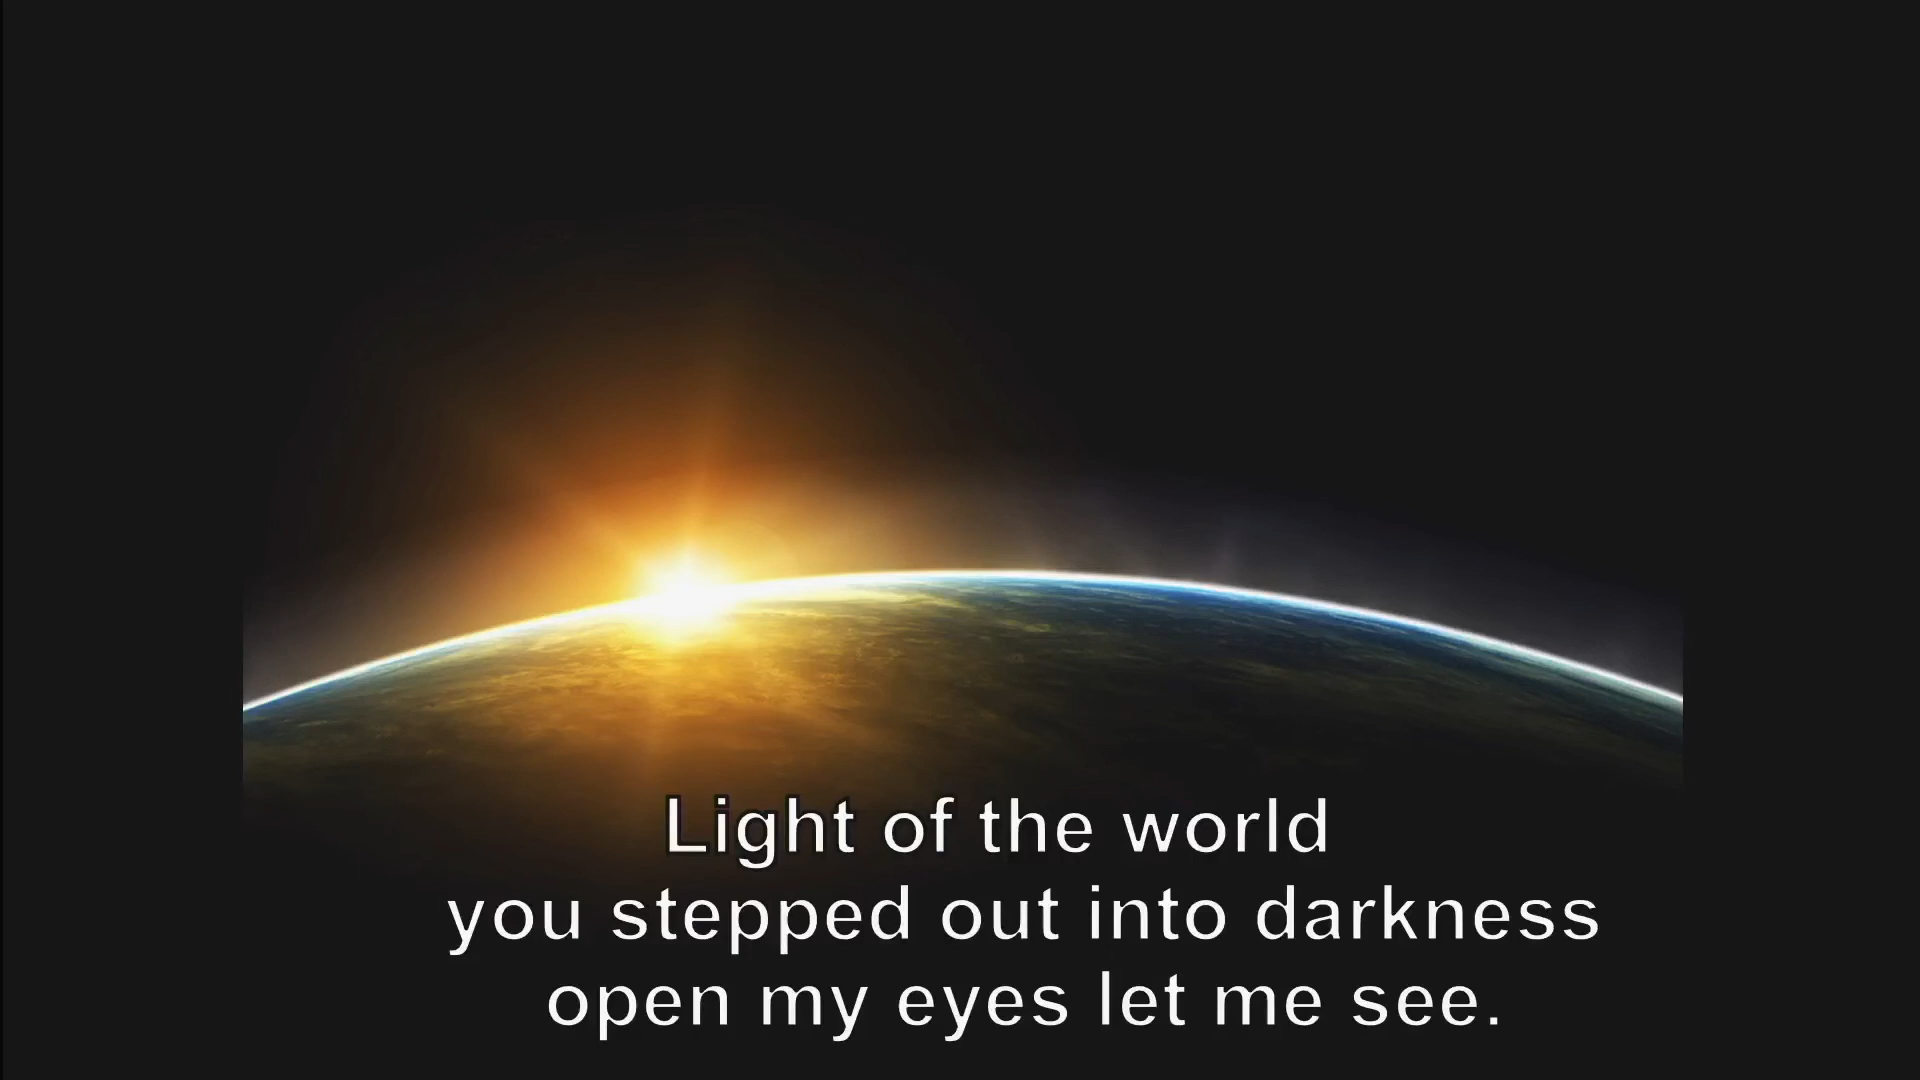 Light of the world
you stepped out into darkness
open my eyes let me see.